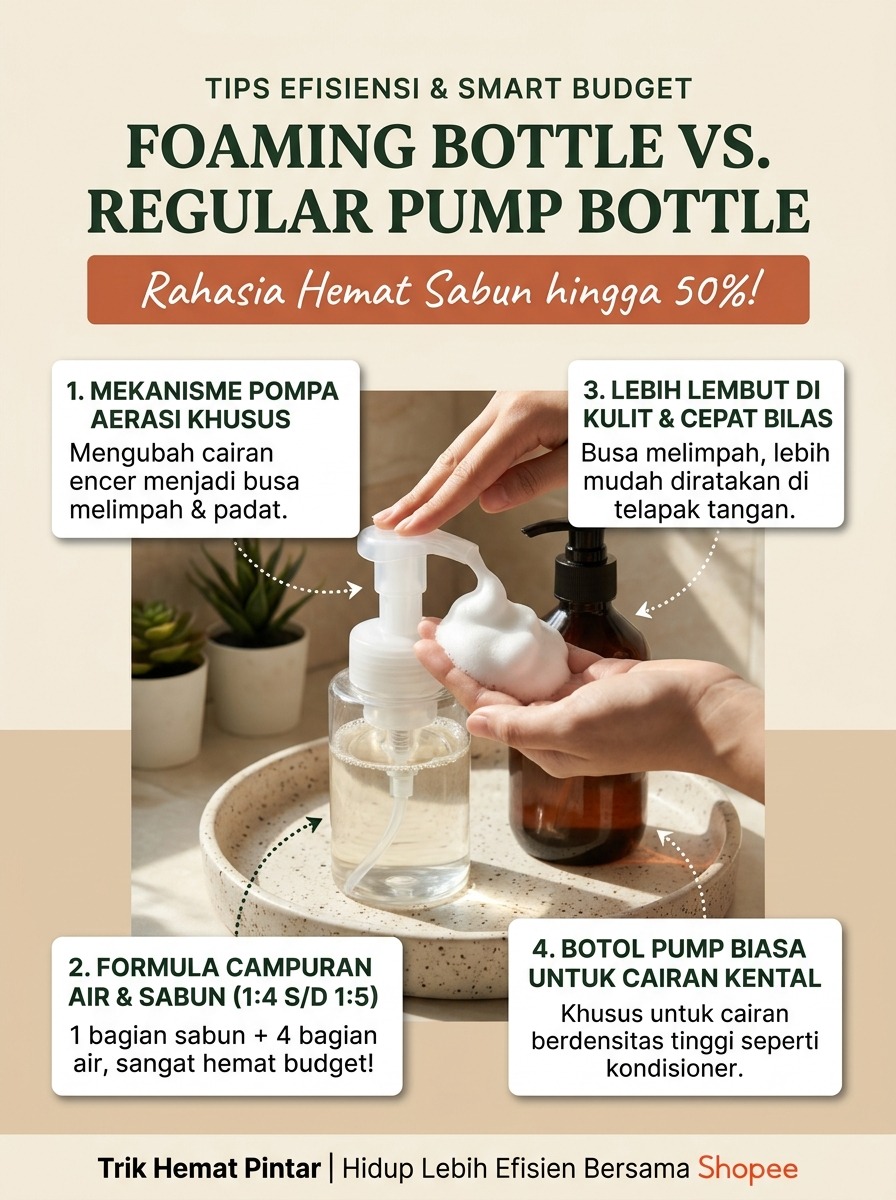 TIPS EFISIENSI & SMART BUDGET
FOAMING BOTTLE VS.
REGULAR PUMP BOTTLE
Rahasia Hemat Sabun hingga 50%!
1. MEKANISME POMPA
AERASI KHUSUS
Mengubah cairan
encer menjadi busa
melimpah & padat.
3. LEBIH LEMBUT DI
KULIT & CEPAT BILAS
Busa melimpah, lebih
mudah diratakan di
telapak tangan.
2. FORMULA CAMPURAN
AIR & SABUN (1:4 S/D 1:5)
1 bagian sabun + 4 bagian
air, sangat hemat budget!
4. BOTOL PUMP BIASA
UNTUK CAIRAN KENTAL
Khusus untuk cairan
berdensitas tinggi seperti
kondisioner.
Trik Hemat Pintar | Hidup Lebih Efisien Bersama Shopee